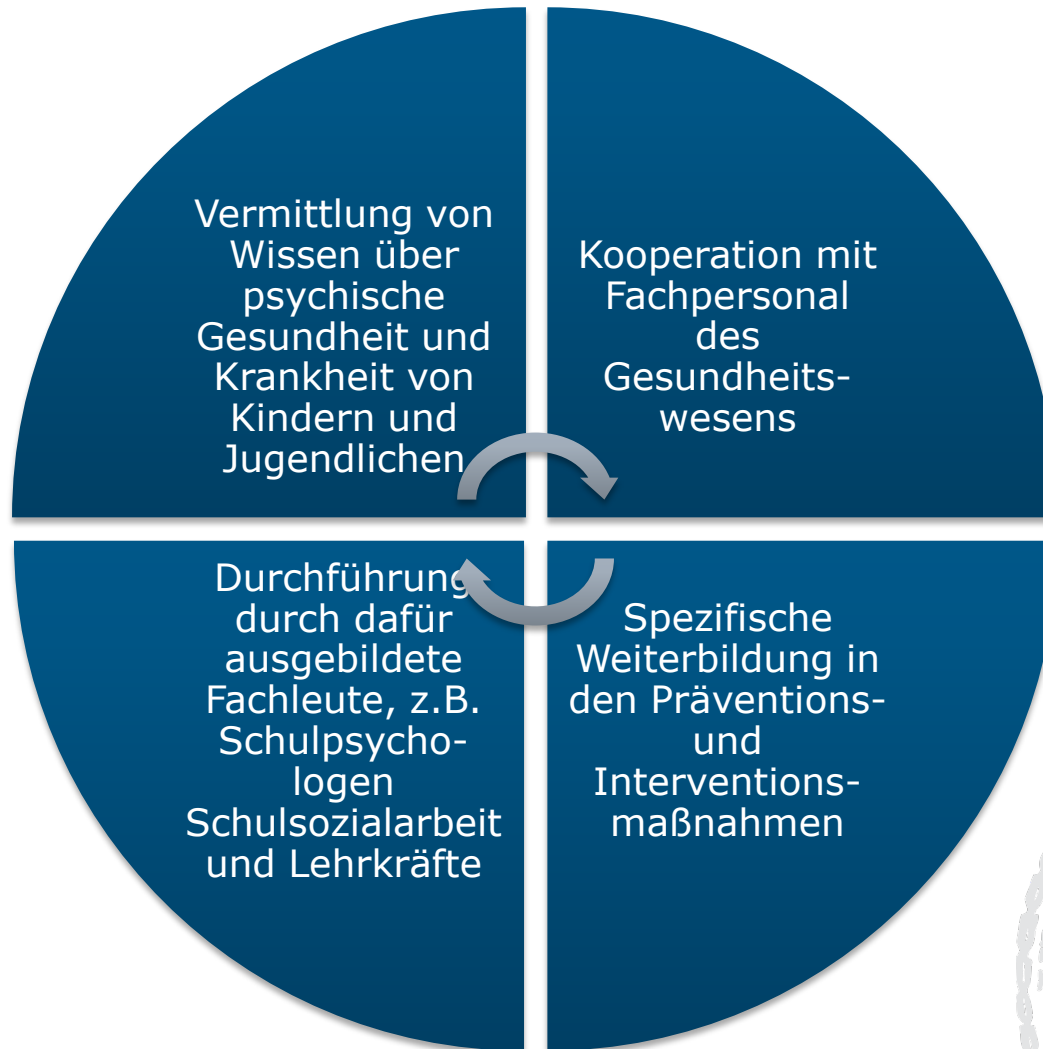 Vermittlung von
Wissen über
psychische
Gesundheit und
Krankheit von
Kindern und
Jugendlichen
Kooperation mit
Fachpersonal
des
Gesundheits-
wesens
Durchführung
durch dafür
ausgebildete
Fachleute, z.B.
Schulpsycho-
logen
Schulsozialarbeit
und Lehrkräfte
Spezifische
Weiterbildung in
den Präventions-
und
Interventions-
maßnahmen